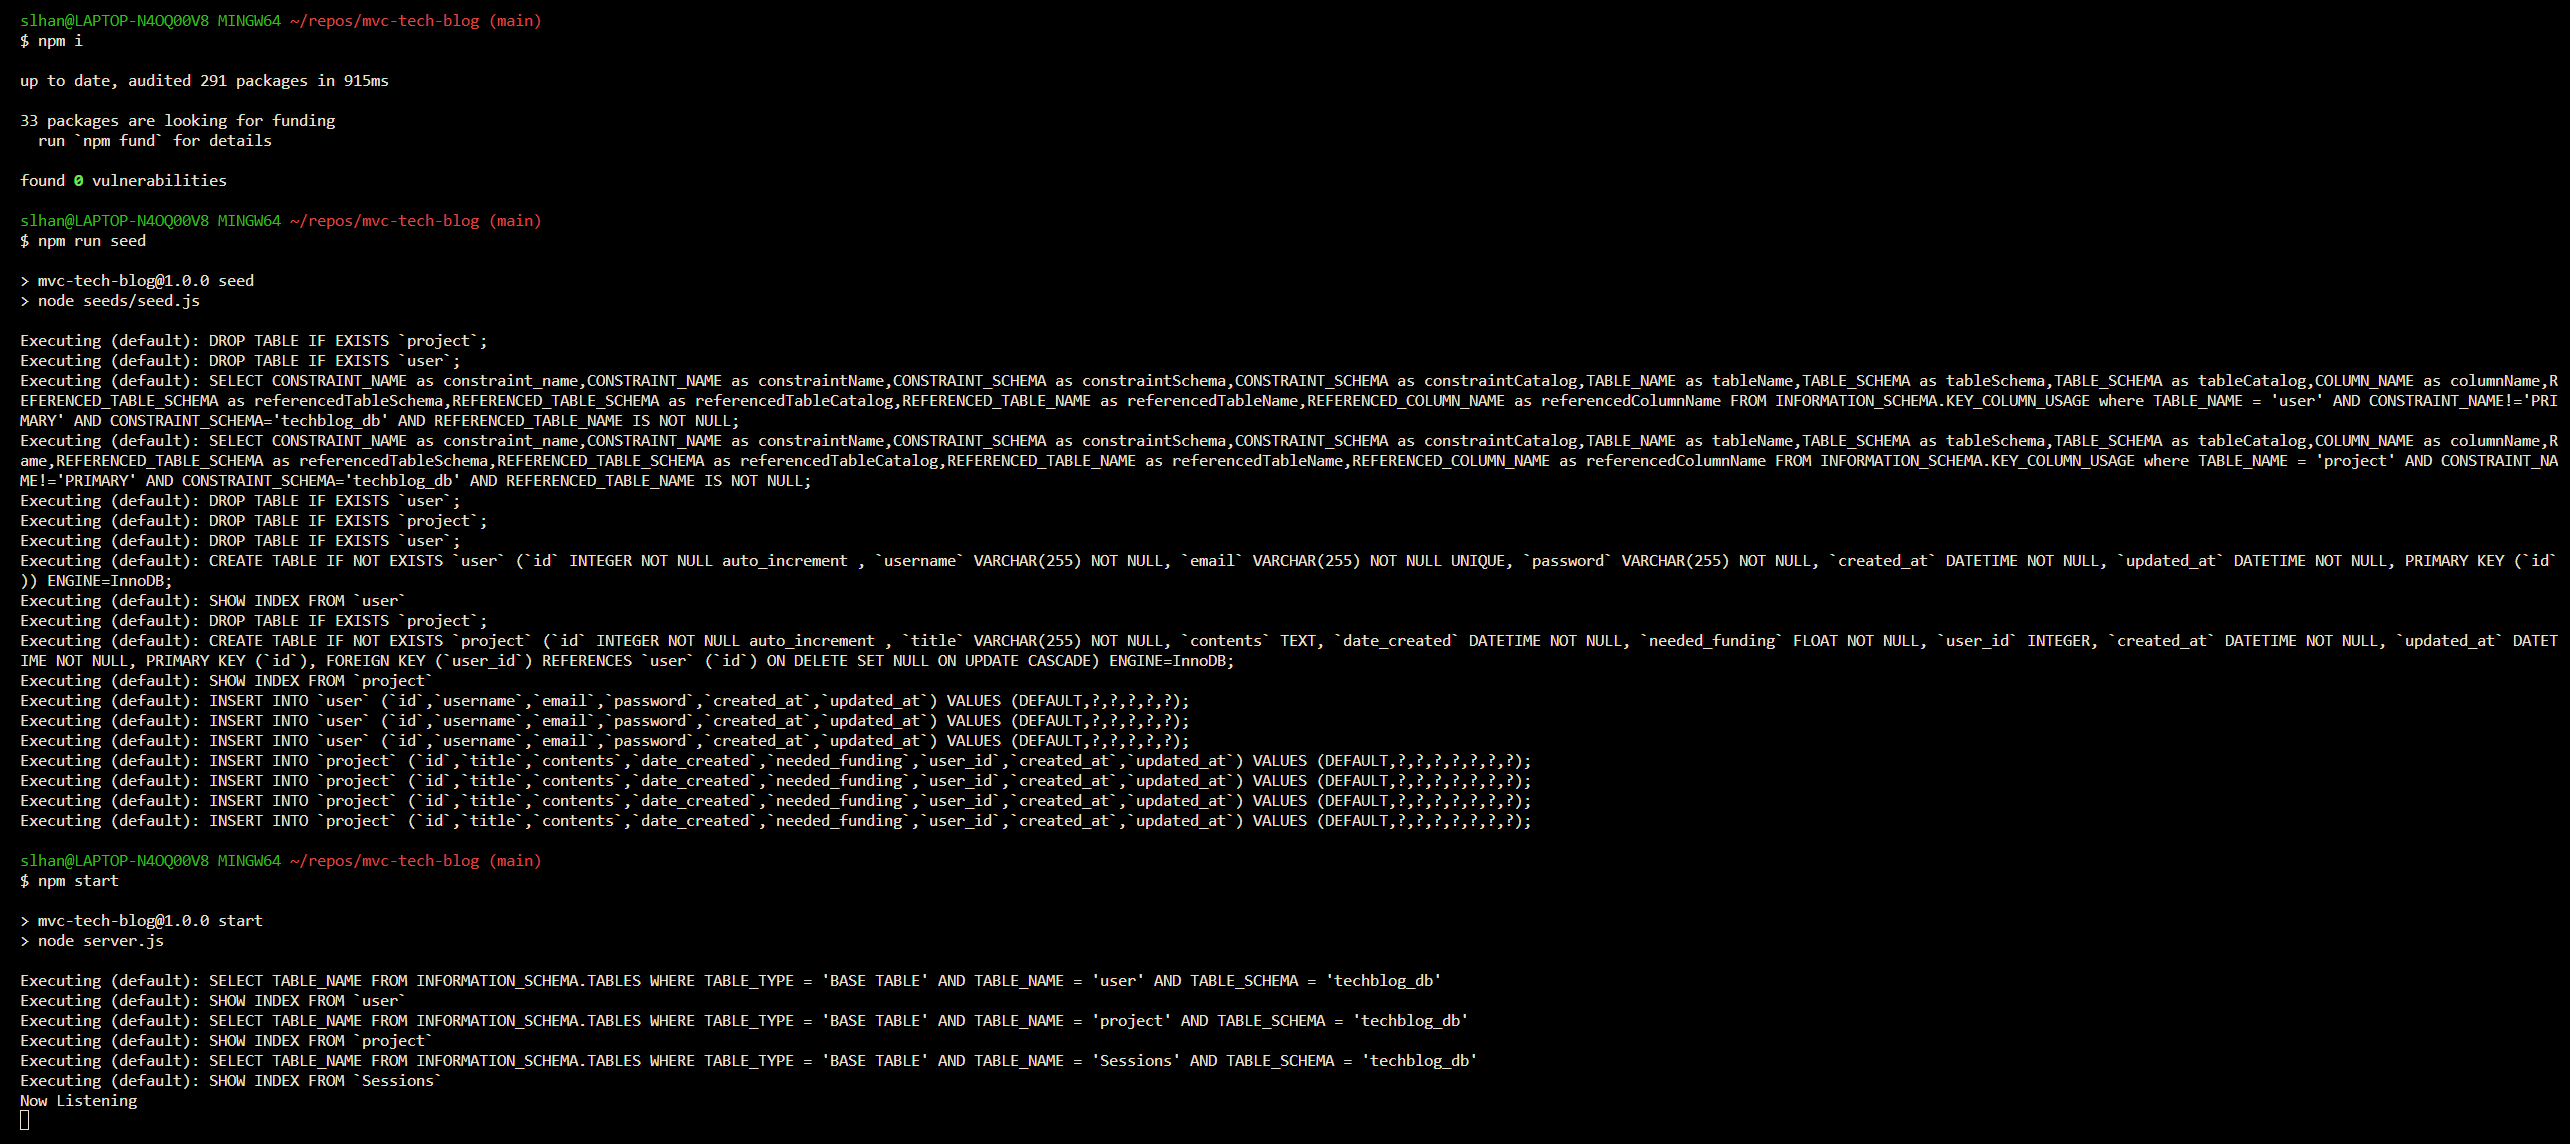 slhan@LAPTOP-N4OQ00V8 MINGW64 ~/repos/mvc-tech-blog (main)
$ npm i
up to date, audited 291 packages in 915ms
33 packages are looking for funding
  run `npm fund` for details
found 0 vulnerabilities
slhan@LAPTOP-N4OQ00V8 MINGW64 ~/repos/mvc-tech-blog (main)
$ npm run seed
> mvc-tech-blog@1.0.0 seed
> node seeds/seed.js
Executing (default): DROP TABLE IF EXISTS `project`;
Executing (default): DROP TABLE IF EXISTS `user`;
Executing (default): SELECT CONSTRAINT_NAME as constraint_name,CONSTRAINT_NAME as constraintName,CONSTRAINT_SCHEMA as constraintSchema,CONSTRAINT_SCHEMA as constraintCatalog,TABLE_NAME as tableName,TABLE_SCHEMA as tableSchema,TABLE_SCHEMA as tableCatalog,COLUMN_NAME as columnName,R
EFERENCED_TABLE_SCHEMA as referencedTableSchema,REFERENCED_TABLE_SCHEMA as referencedTableCatalog,REFERENCED_TABLE_NAME as referencedTableName,REFERENCED_COLUMN_NAME as referencedColumnName FROM INFORMATION_SCHEMA.KEY_COLUMN_USAGE where TABLE_NAME = 'user' AND CONSTRAINT_NAME!='PRI
MARY' AND CONSTRAINT_SCHEMA='techblog_db' AND REFERENCED_TABLE_NAME IS NOT NULL;
Executing (default): SELECT CONSTRAINT_NAME as constraint_name,CONSTRAINT_NAME as constraintName,CONSTRAINT_SCHEMA as constraintSchema,CONSTRAINT_SCHEMA as constraintCatalog,TABLE_NAME as tableName,TABLE_SCHEMA as tableSchema,TABLE_SCHEMA as tableCatalog,COLUMN_NAME as columnName,R
ame,REFERENCED_TABLE_SCHEMA as referencedTableSchema,REFERENCED_TABLE_SCHEMA as referencedTableCatalog,REFERENCED_TABLE_NAME as referencedTableName,REFERENCED_COLUMN_NAME as referencedColumnName FROM INFORMATION_SCHEMA.KEY_COLUMN_USAGE where TABLE_NAME = 'project' AND CONSTRAINT_NA
ME!='PRIMARY' AND CONSTRAINT_SCHEMA='techblog_db' AND REFERENCED_TABLE_NAME IS NOT NULL;
Executing (default): DROP TABLE IF EXISTS `user`;
Executing (default): DROP TABLE IF EXISTS `project`;
Executing (default): DROP TABLE IF EXISTS `user`;
Executing (default): CREATE TABLE IF NOT EXISTS `user` (`id` INTEGER NOT NULL auto_increment , `username` VARCHAR(255) NOT NULL, `email` VARCHAR(255) NOT NULL UNIQUE, `password` VARCHAR(255) NOT NULL, `created_at` DATETIME NOT NULL, `updated_at` DATETIME NOT NULL, PRIMARY KEY (`id`
)) ENGINE=InnoDB;
Executing (default): SHOW INDEX FROM `user`
Executing (default): DROP TABLE IF EXISTS `project`;
Executing (default): CREATE TABLE IF NOT EXISTS `project` (`id` INTEGER NOT NULL auto_increment , `title` VARCHAR(255) NOT NULL, `contents` TEXT, `date_created` DATETIME NOT NULL, `needed_funding` FLOAT NOT NULL, `user_id` INTEGER, `created_at` DATETIME NOT NULL, `updated_at` DATET
IME NOT NULL, PRIMARY KEY (`id`), FOREIGN KEY (`user_id`) REFERENCES `user` (`id`) ON DELETE SET NULL ON UPDATE CASCADE) ENGINE=InnoDB;
Executing (default): SHOW INDEX FROM `project`
Executing (default): INSERT INTO `user` (`id`,`username`,`email`,`password`,`created_at`,`updated_at`) VALUES (DEFAULT,?,?,?,?,?);
Executing (default): INSERT INTO `user` (`id`,`username`,`email`,`password`,`created_at`,`updated_at`) VALUES (DEFAULT,?,?,?,?,?);
Executing (default): INSERT INTO `user` (`id`,`username`,`email`,`password`,`created_at`,`updated_at`) VALUES (DEFAULT,?,?,?,?,?);
Executing (default): INSERT INTO `project` (`id`,`title`,`contents`,`date_created`,`needed_funding`,`user_id`,`created_at`,`updated_at`) VALUES (DEFAULT,?,?,?,?,?,?,?);
Executing (default): INSERT INTO `project` (`id`,`title`,`contents`,`date_created`,`needed_funding`,`user_id`,`created_at`,`updated_at`) VALUES (DEFAULT,?,?,?,?,?,?,?);
Executing (default): INSERT INTO `project` (`id`,`title`,`contents`,`date_created`,`needed_funding`,`user_id`,`created_at`,`updated_at`) VALUES (DEFAULT,?,?,?,?,?,?,?);
Executing (default): INSERT INTO `project` (`id`,`title`,`contents`,`date_created`,`needed_funding`,`user_id`,`created_at`,`updated_at`) VALUES (DEFAULT,?,?,?,?,?,?,?);
slhan@LAPTOP-N4OQ00V8 MINGW64 ~/repos/mvc-tech-blog (main)
$ npm start
> mvc-tech-blog@1.0.0 start
> node server.js
Executing (default): SELECT TABLE_NAME FROM INFORMATION_SCHEMA.TABLES WHERE TABLE_TYPE = 'BASE TABLE' AND TABLE_NAME = 'user' AND TABLE_SCHEMA = 'techblog_db'
Executing (default): SHOW INDEX FROM `user`
Executing (default): SELECT TABLE_NAME FROM INFORMATION_SCHEMA.TABLES WHERE TABLE_TYPE = 'BASE TABLE' AND TABLE_NAME = 'project' AND TABLE_SCHEMA = 'techblog_db'
Executing (default): SHOW INDEX FROM `project`
Executing (default): SELECT TABLE_NAME FROM INFORMATION_SCHEMA.TABLES WHERE TABLE_TYPE = 'BASE TABLE' AND TABLE_NAME = 'Sessions' AND TABLE_SCHEMA = 'techblog_db'
Executing (default): SHOW INDEX FROM `Sessions`
Now Listening